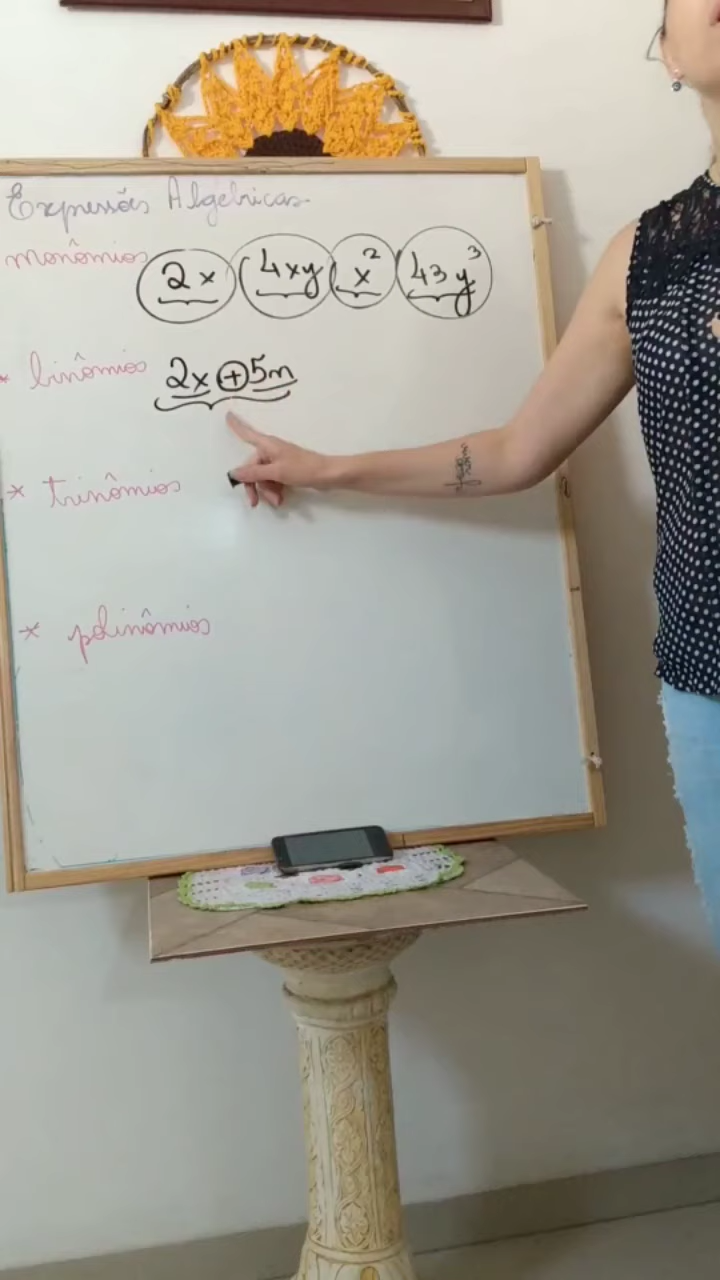 Expressões Algébricas
monômios 2x 4xy x² 43y³
* binômios 2x + 5m
* trinômios
* polinômios